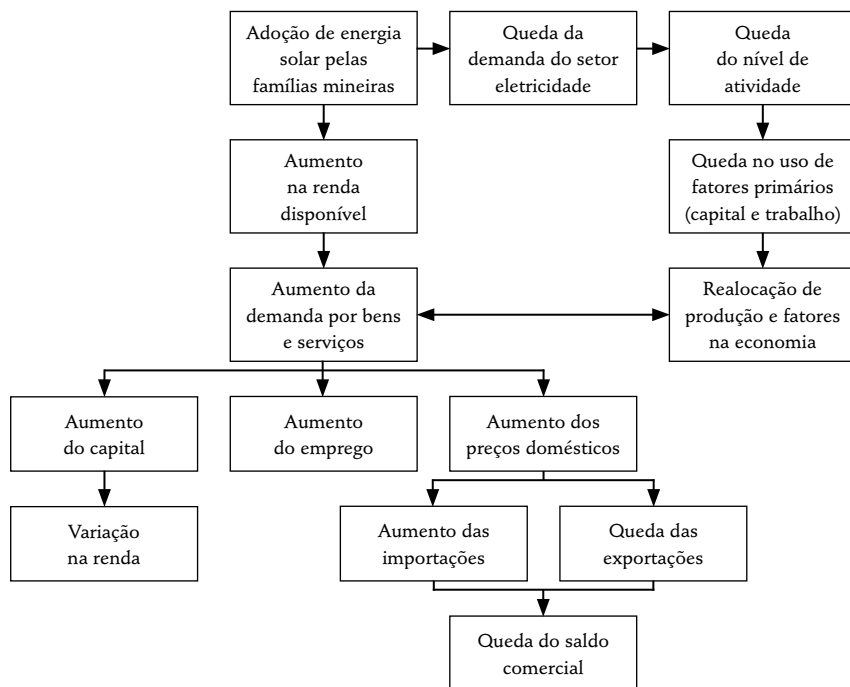 Adoção de energia
solar pelas
famílias mineiras
Queda da
demanda do setor
eletricidade
Queda
do nível de
atividade
Aumento
na renda
disponível
Queda no uso de
fatores primários
(capital e trabalho)
Aumento da
demanda por bens
e serviços
Realocação de
produção e fatores
na economia
Aumento
do capital
Aumento
do emprego
Aumento dos
preços domésticos
Variação
na renda
Aumento das
importações
Queda das
exportações
Queda do saldo
comercial